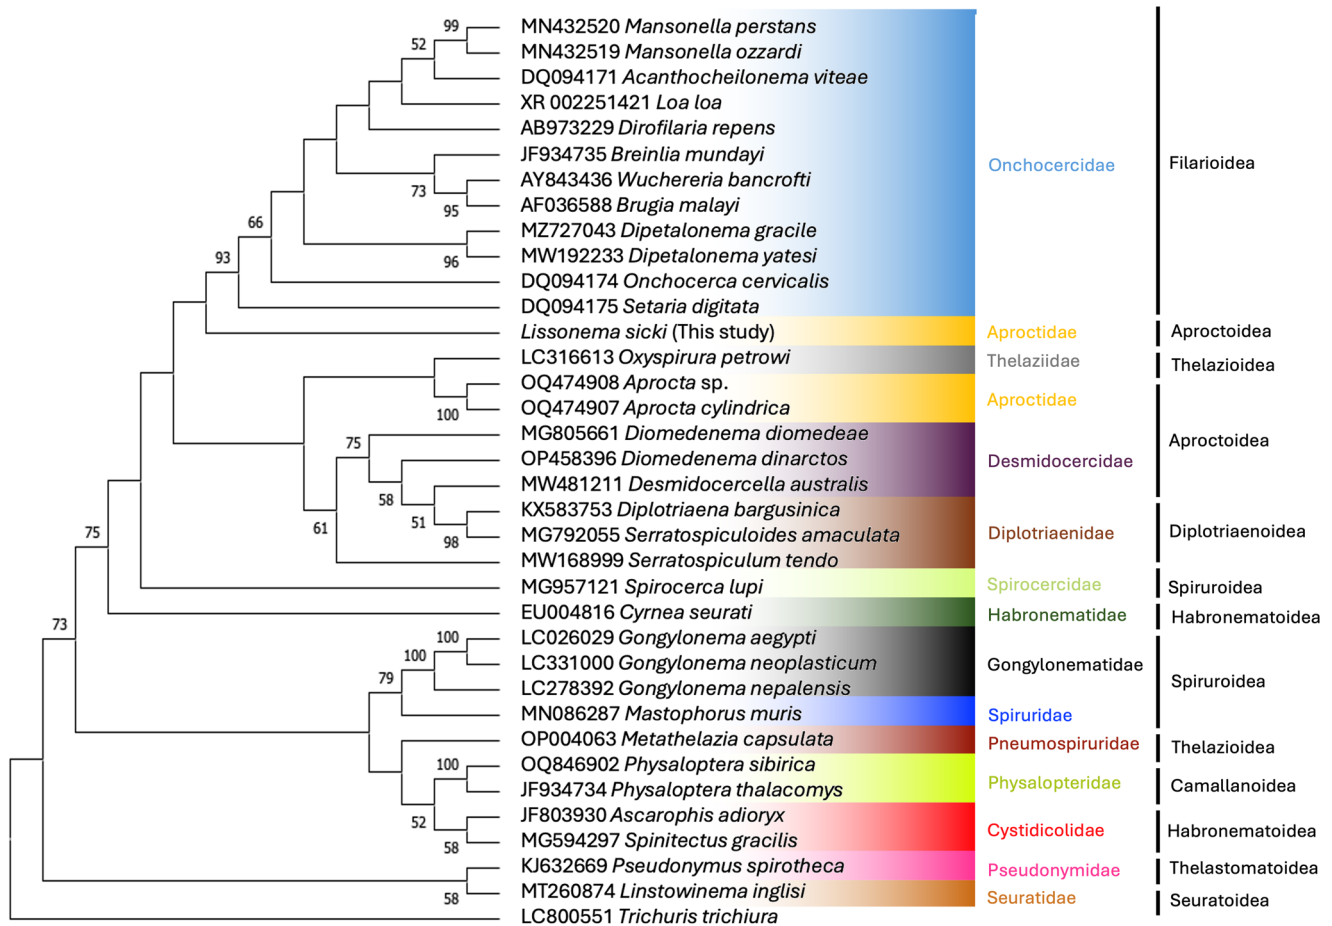 99
MN432520 Mansonella perstans
52
MN432519 Mansonella ozzardi
DQ094171 Acanthocheilonema viteae
XR 002251421 Loa loa
AB973229 Dirofilaria repens
JF934735 Breinlia mundayi
Onchocercidae
Filarioidea
73
AY843436 Wuchereria bancrofti
95
AF036588 Brugia malayi
66
MZ727043 Dipetalonema gracile
93
96
MW192233 Dipetalonema yatesi
DQ094174 Onchocerca cervicalis
DQ094175 Setaria digitata
Lissonema sicki (This study)
Aproctidae
Aproctoidea
LC316613 Oxyspirura petrowi
Thelaziidae
Thelazioidea
OQ474908 Aprocta sp.
Aproctidae
100
OQ474907 Aprocta cylindrica
75
MG805661 Diomedenema diomedeae
Aproctoidea
OP458396 Diomedenema dinarctos
Desmidocercidae
58
MW481211 Desmidocercella australis
61
51
KX583753 Diplotriaena bargusinica
98
MG792055 Serratospiculoides amaculata
Diplotriaenidae
Diplotriaenoidea
75
MW168999 Serratospiculum tendo
MG957121 Spirocerca lupi
Spirocercidae
Spiruroidea
EU004816 Cyrnea seurati
Habronematidae
Habronematoidea
73
100
LC026029 Gongylonema aegypti
100
LC331000 Gongylonema neoplasticum
Gongylonematidae
79
LC278392 Gongylonema nepalensis
Spiruroidea
MN086287 Mastophorus muris
Spiruridae
OP004063 Metathelazia capsulata
Pneumospiruridae
Thelazioidea
100
OQ846902 Physaloptera sibirica
Physalopteridae
Camallanoidea
JF934734 Physaloptera thalacomys
52
JF803930 Ascarophis adioryx
Cystidicolidae
Habronematoidea
58
MG594297 Spinitectus gracilis
KJ632669 Pseudonymus spirotheca
Pseudonymidae
Thelastomatoidea
58
MT260874 Linstowinema inglisi
Seuratidae
Seuratoidea
LC800551 Trichuris trichiura